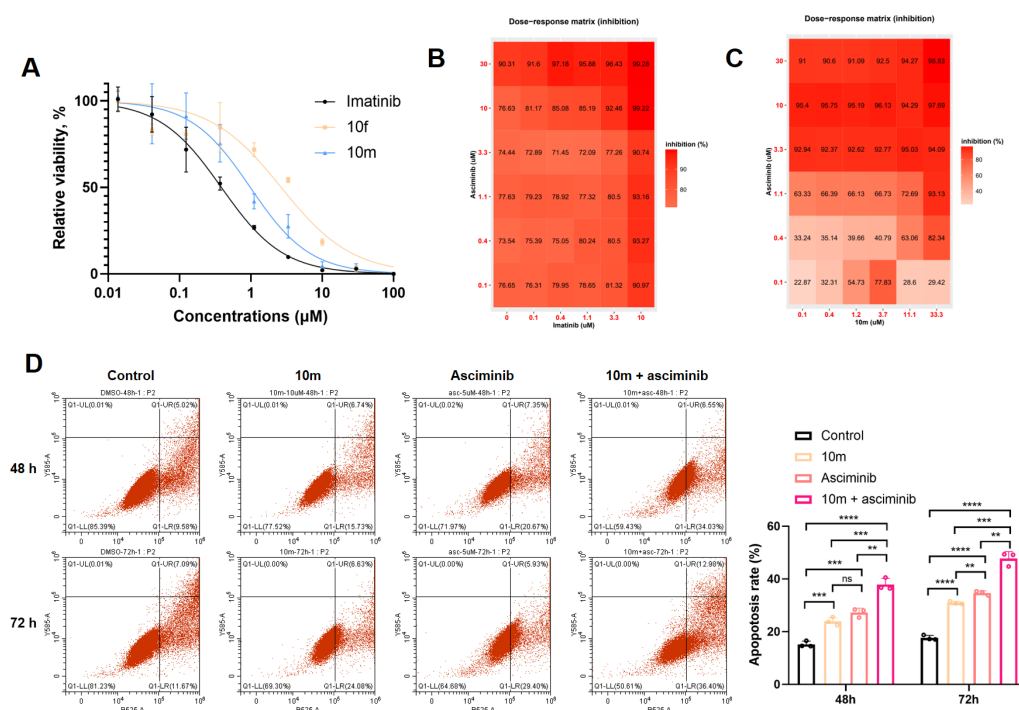 A
Relative viability, %
100
50
0
0.01 0.1 1 10 100
Concentrations (µM)
Imatinib
10f
10m
B
Dose−response matrix (inhibition)
Asciminib (uM)
30 90.31 91.6 97.16 95.88 96.43 99.28
10 76.63 81.17 85.08 85.19 92.46 99.22
3.3 74.44 72.89 71.45 72.09 77.26 90.74
1.1 77.63 79.23 78.92 77.32 80.5 93.16
0.4 73.54 75.39 75.05 80.24 80.5 93.27
0.1 76.65 76.31 79.95 78.65 81.32 90.97
0 0.1 0.4 1.1 3.3 10
Imatinib (uM)
inhibition (%)
90
80
C
Dose−response matrix (inhibition)
Asciminib (uM)
30 91 90.6 91.09 92.5 94.27 98.83
10 95.4 95.75 95.19 96.13 94.29 97.69
3.3 92.94 92.37 92.62 92.77 95.03 94.09
1.1 63.33 66.39 66.13 66.73 72.69 93.13
0.4 33.24 35.14 39.66 40.79 63.06 82.34
0.1 22.87 32.31 54.73 77.83 28.6 29.42
0.1 0.4 1.2 3.7 11.1 33.3
10m (uM)
inhibition (%)
80
60
40
D
Control 10m Asciminib 10m + asciminib
48 h
DMSO-48h-1 : P2
Q1-UL(0.01%) Q1-UR(5.02%)
Q1-LL(85.39%) Q1-LR(9.58%)
10m-10uM-48h-1 : P2
Q1-UL(0.01%) Q1-UR(6.74%)
Q1-LL(77.52%) Q1-LR(15.73%)
asc-5uM-48h-1 : P2
Q1-UL(0.02%) Q1-UR(7.35%)
Q1-LL(71.97%) Q1-LR(20.67%)
10m+asc-48h-1 : P2
Q1-UL(0.01%) Q1-UR(6.55%)
Q1-LL(59.43%) Q1-LR(34.03%)
72 h
DMSO-72h-1 : P2
Q1-UL(0.01%) Q1-UR(7.09%)
Q1-LL(81.23%) Q1-LR(11.67%)
10m-72h-1 : P2
Q1-UL(0.00%) Q1-UR(6.63%)
Q1-LL(69.30%) Q1-LR(24.08%)
asc-5uM-72h-1 : P2
Q1-UL(0.00%) Q1-UR(5.93%)
Q1-LL(64.68%) Q1-LR(29.40%)
10m+asc-72h-1 : P2
Q1-UL(0.00%) Q1-UR(12.98%)
Q1-LL(50.61%) Q1-LR(36.40%)
Y585-A
Control
10m
Asciminib
10m + asciminib
Appotosis rate (%)
60
40
20
0
**** *** *** ** *** ns
**** *** **** ** **** **
48h 72h